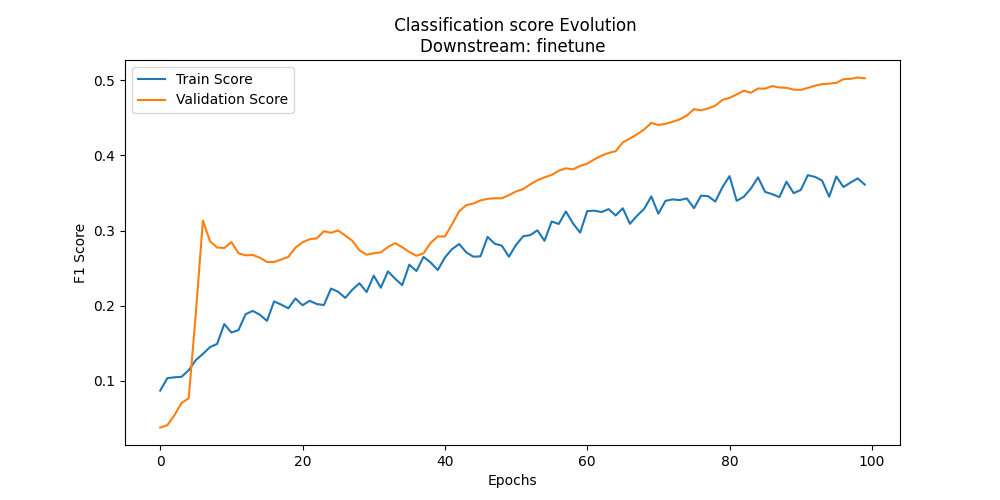 Classification score Evolution
Downstream: finetune
Train Score
Validation Score
F1 Score
0.5
0.4
0.3
0.2
0.1
0
20
40
60
80
100
Epochs